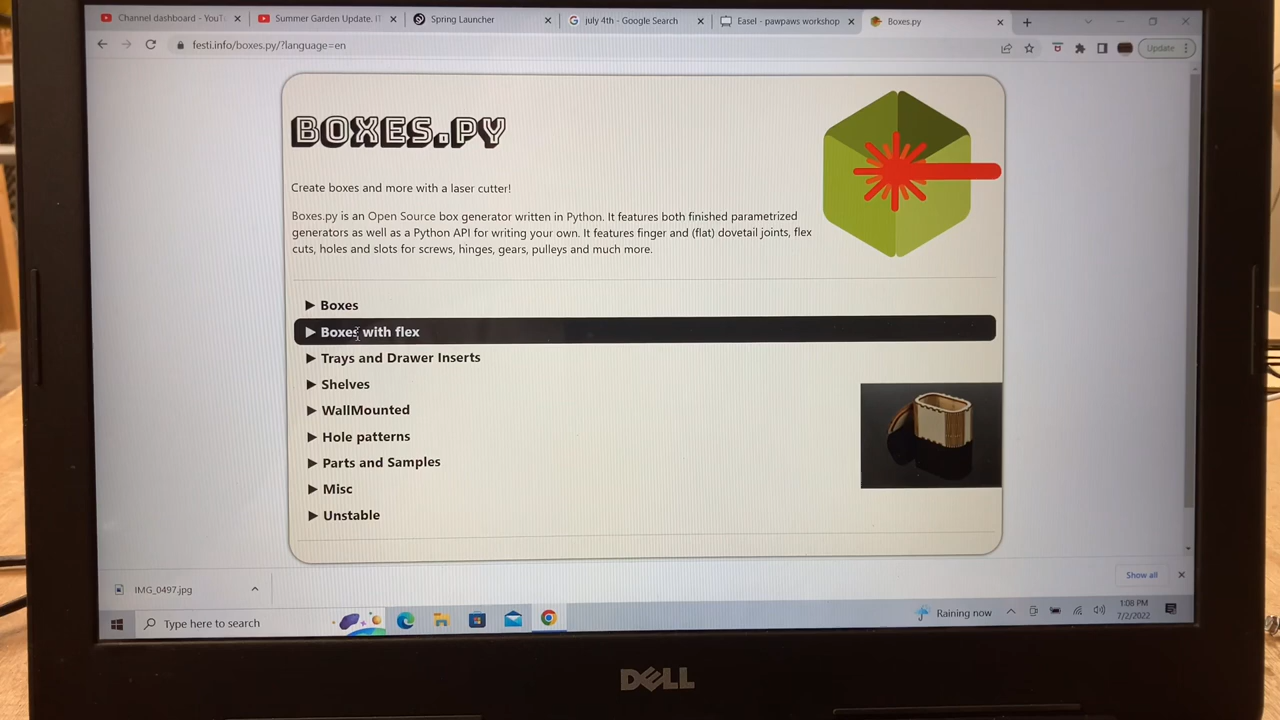 Channel dashboard - YouTu
Summer Garden Update. IT
Spring Launcher
july 4th - Google Search
Easel - pawpaws workshop
Boxes.py
festi.info/boxes.py/?language=en
Update
BOXES.PY
Create boxes and more with a laser cutter!
Boxes.py is an Open Source box generator written in Python. It features both finished parametrized
generators as well as a Python API for writing your own. It features finger and (flat) dovetail joints, flex
cuts, holes and slots for screws, hinges, gears, pulleys and much more.
Boxes
Boxes with flex
Trays and Drawer Inserts
Shelves
WallMounted
Hole patterns
Parts and Samples
Misc
Unstable
IMG_0497.jpg
Show all
Type here to search
Raining now
1:08 PM
7/2/2022
DELL